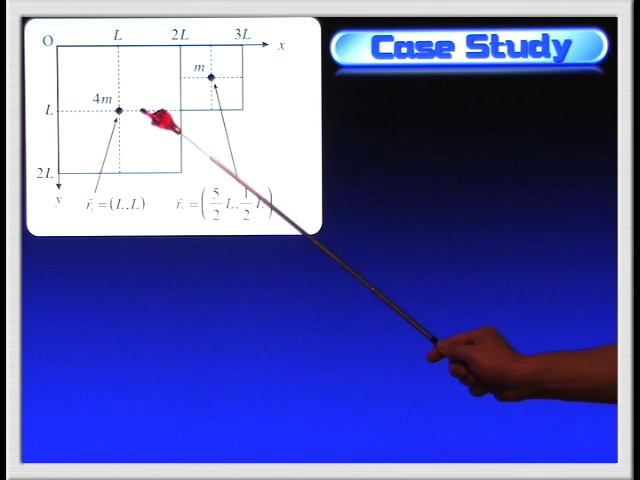 Case Study
O L 2L 3L x
m
4m
L
2L
y
r⃗₁ = (L, L) r⃗₂ = (5/2 L, 1/2 L)